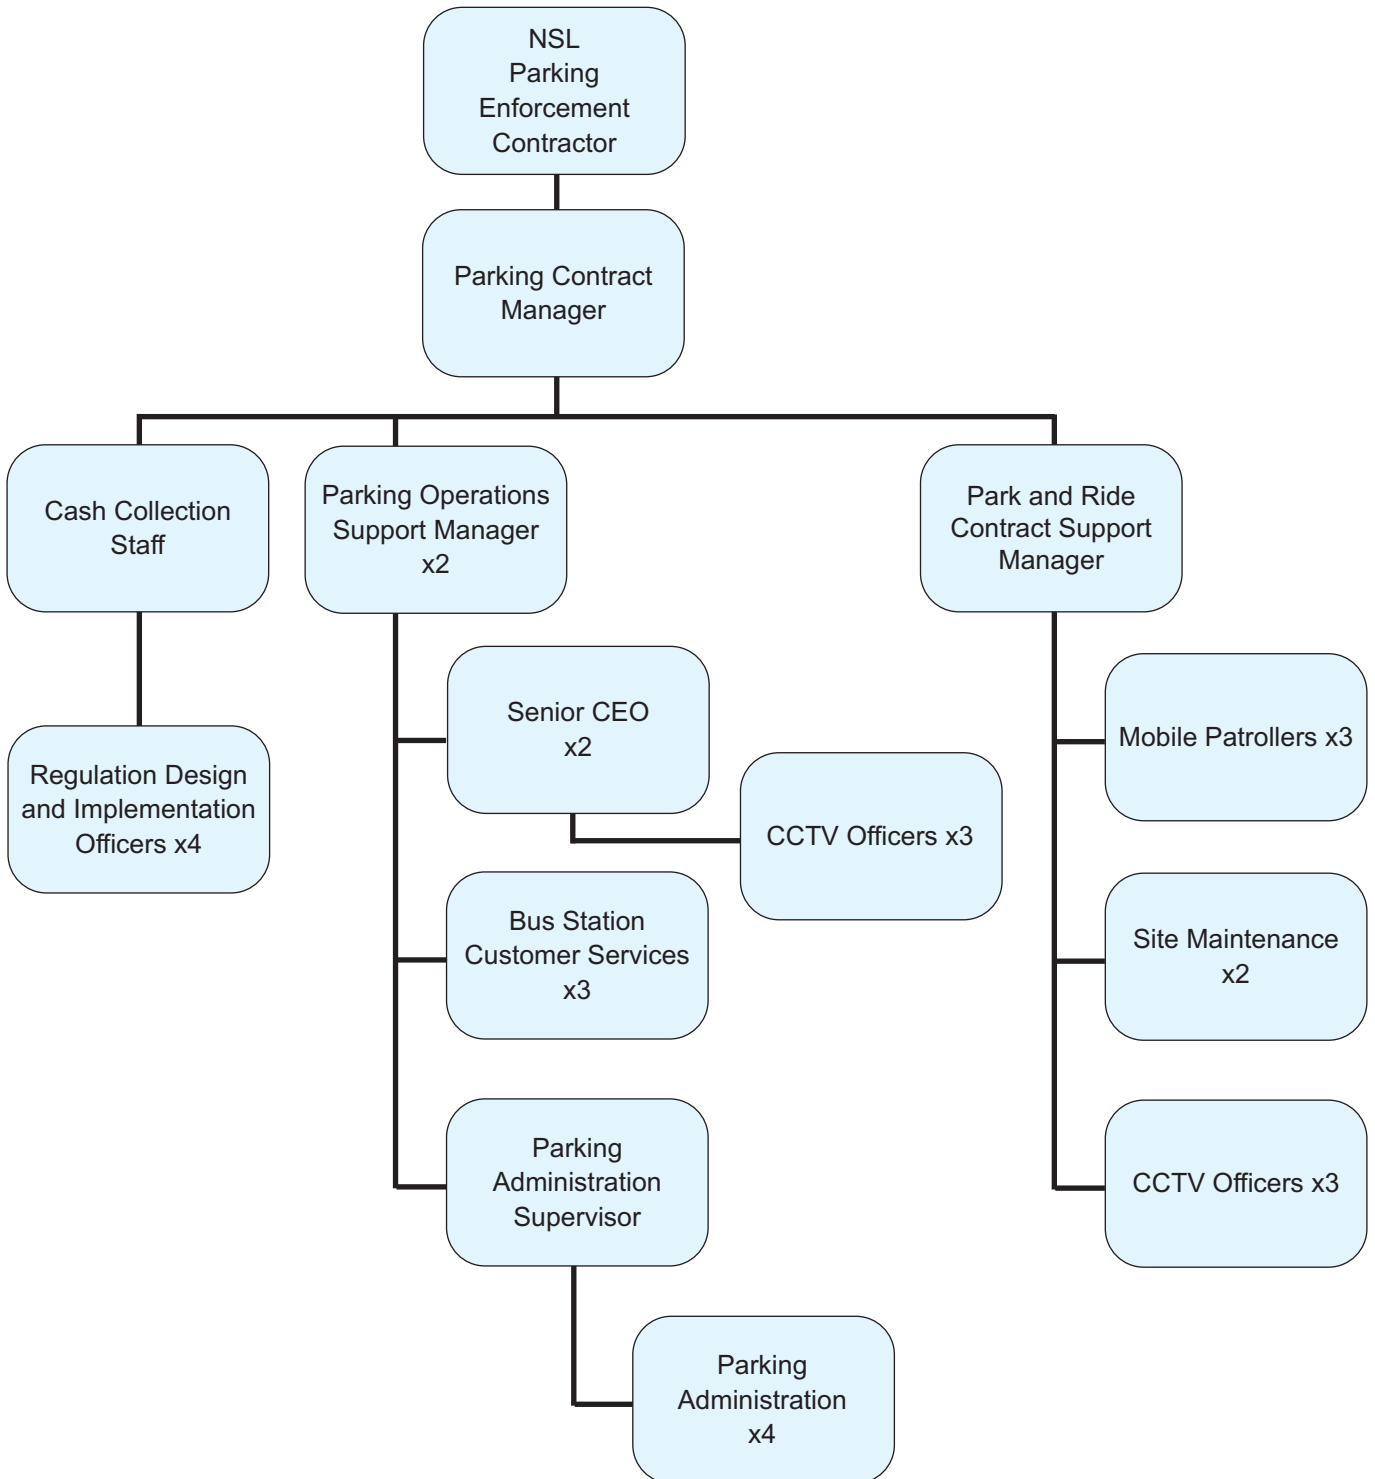 NSL
Parking
Enforcement
Contractor
Parking Contract
Manager
Cash Collection
Staff
Parking Operations
Support Manager
x2
Park and Ride
Contract Support
Manager
Regulation Design
and Implementation
Officers x4
Senior CEO
x2
CCTV Officers x3
Mobile Patrollers x3
Bus Station
Customer Services
x3
Site Maintenance
x2
Parking
Administration
Supervisor
CCTV Officers x3
Parking
Administration
x4